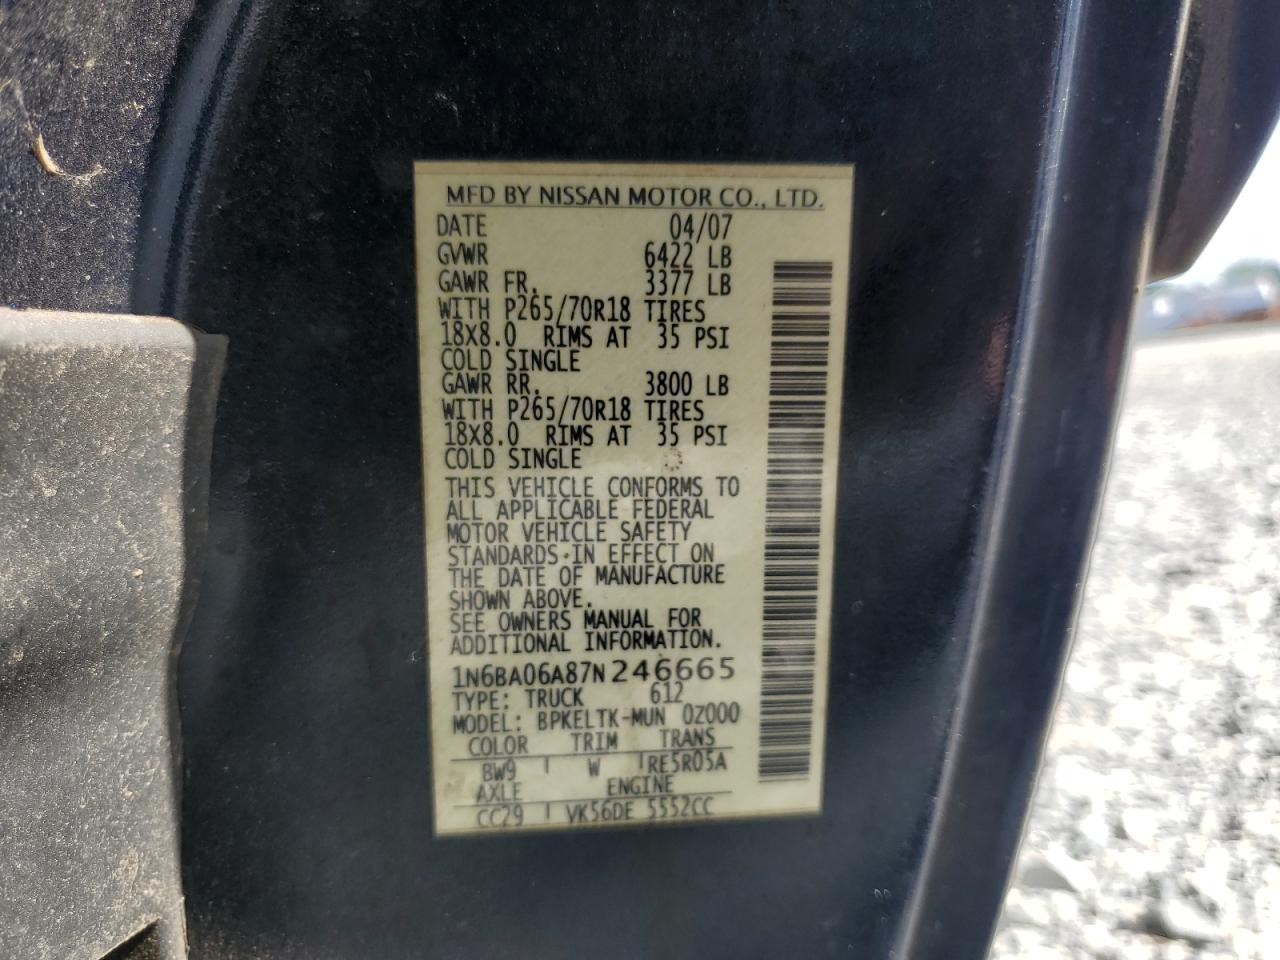 MFD BY NISSAN MOTOR CO., LTD.
DATE 04/07
GVWR 6422 LB
GAWR FR. 3377 LB
WITH P265/70R18 TIRES
18X8.0 RIMS AT 35 PSI
COLD SINGLE
GAWR RR. 3800 LB
WITH P265/70R18 TIRES
18X8.0 RIMS AT 35 PSI
COLD SINGLE
THIS VEHICLE CONFORMS TO
ALL APPLICABLE FEDERAL
MOTOR VEHICLE SAFETY
STANDARDS IN EFFECT ON
THE DATE OF MANUFACTURE
SHOWN ABOVE.
SEE OWNERS MANUAL FOR
ADDITIONAL INFORMATION.
1N6BA06A87N246665
TYPE: TRUCK 612
MODEL: BPKELTK-MUN 0Z000
COLOR TRIM TRANS
BW9 W RE5R05A
AXLE ENGINE
CC29 VK56DE 5552CC